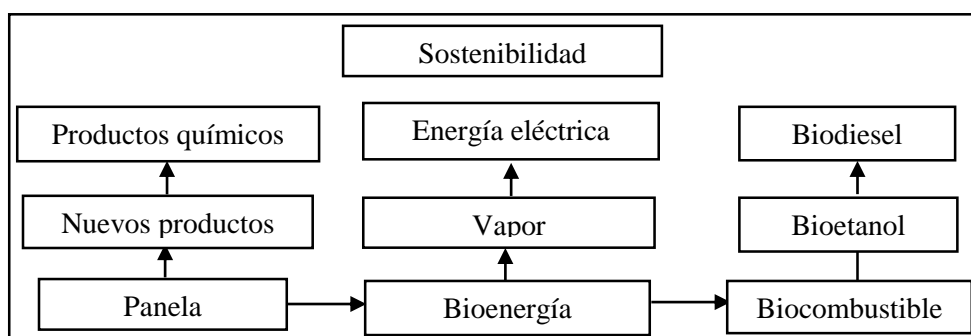 Sostenibilidad
Productos químicos
Energía eléctrica
Biodiesel
Nuevos productos
Vapor
Bioetanol
Panela
Bioenergía
Biocombustible